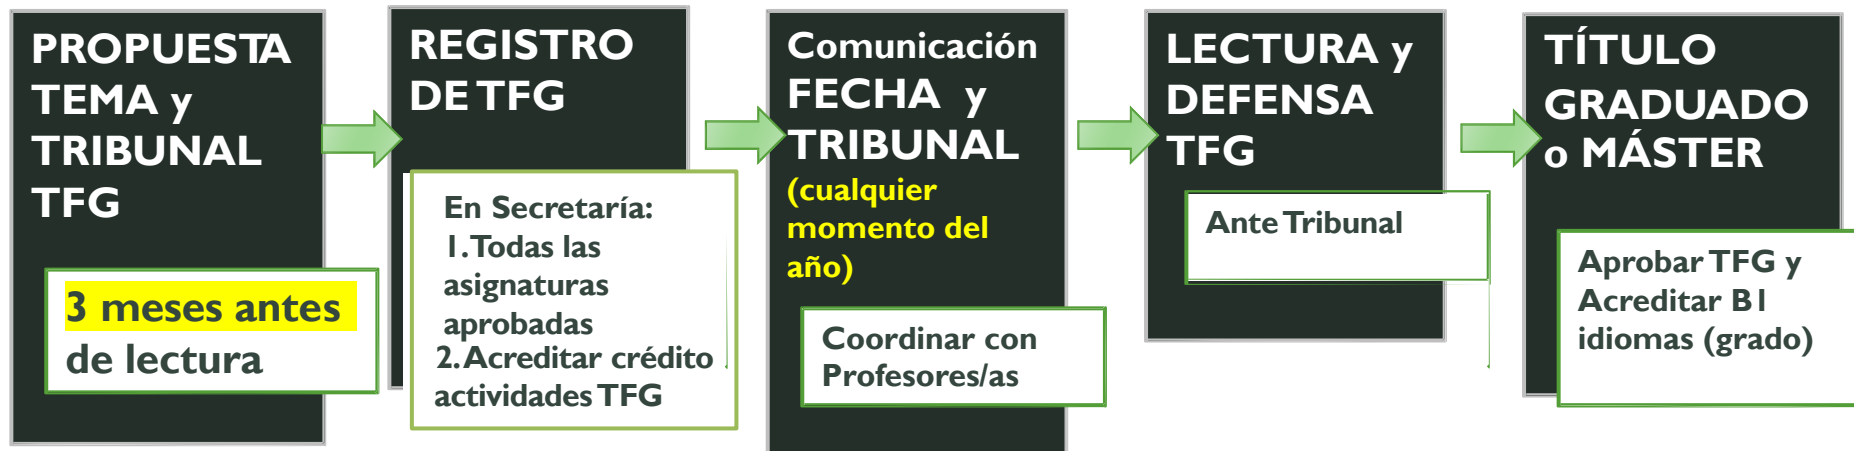 PROPUESTA
TEMA y
TRIBUNAL
TFG
3 meses antes
de lectura
REGISTRO
DE TFG
En Secretaría:
1. Todas las
asignaturas
aprobadas
2. Acreditar crédito
actividades TFG
Comunicación
FECHA y
TRIBUNAL
(cualquier
momento del
año)
Coordinar con
Profesores/as
LECTURA y
DEFENSA
TFG
Ante Tribunal
TÍTULO
GRADUADO
o MÁSTER
Aprobar TFG y
Acreditar B1
idiomas (grado)